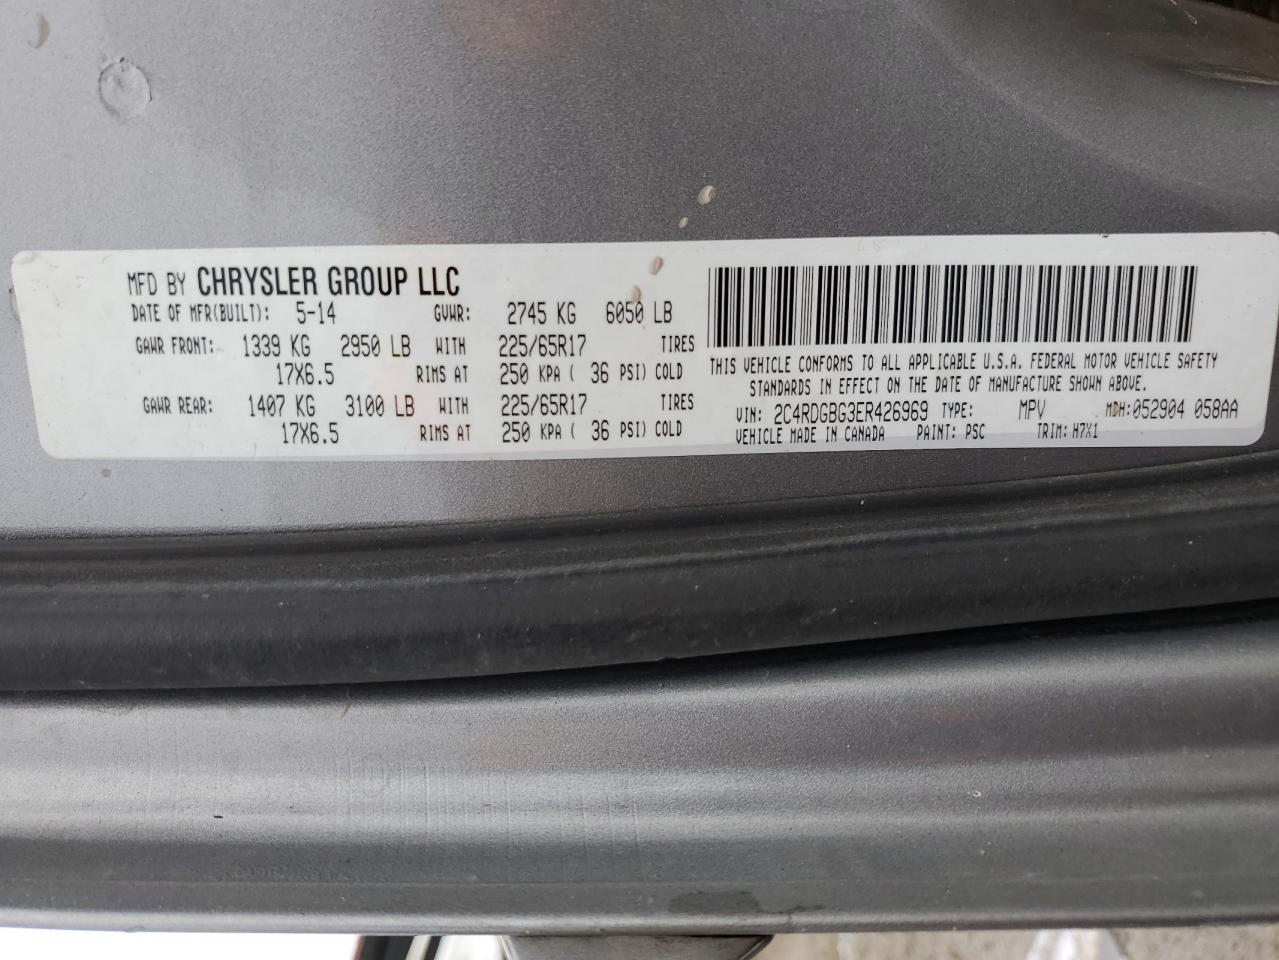 MFD BY CHRYSLER GROUP LLC
DATE OF MFR(BUILT): 5-14 GVWR: 2745 KG 6050 LB
GAWR FRONT: 1339 KG 2950 LB WITH 225/65R17 TIRES
17X6.5 RIMS AT 250 KPA ( 36 PSI) COLD
GAWR REAR: 1407 KG 3100 LB WITH 225/65R17 TIRES
17X6.5 RIMS AT 250 KPA ( 36 PSI) COLD
THIS VEHICLE CONFORMS TO ALL APPLICABLE U.S.A. FEDERAL MOTOR VEHICLE SAFETY
STANDARDS IN EFFECT ON THE DATE OF MANUFACTURE SHOWN ABOVE.
VIN: 2C4RDGBG3ER426969 TYPE: MPV MDH:052904 058AA
VEHICLE MADE IN CANADA PAINT: PSC TRIM: H7X1